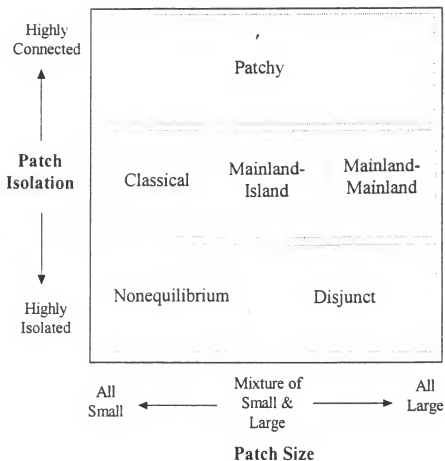 Highly
Connected
Patch
Isolation
Highly
Isolated
Patchy
Classical
Mainland-
Island
Mainland-
Mainland
Nonequilibrium
Disjunct
All
Small
Mixture of
Small &
Large
All
Large
Patch Size